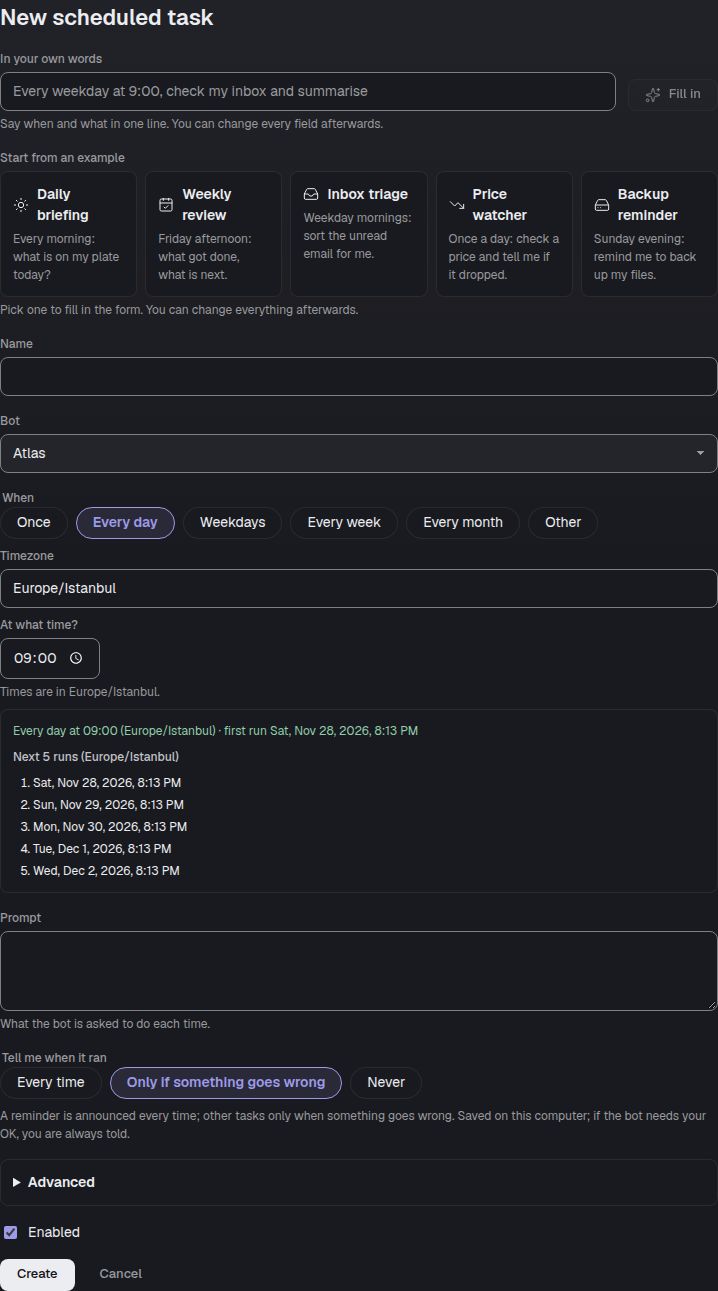 New scheduled task
In your own words
Every weekday at 9:00, check my inbox and summarise
Fill in
Say when and what in one line. You can change every field afterwards.
Start from an example
Daily
briefing
Every morning:
what is on my plate
today?
Weekly
review
Friday afternoon:
what got done,
what is next.
Inbox triage
Weekday mornings:
sort the unread
email for me.
Price
watcher
Once a day: check a
price and tell me if
it dropped.
Backup
reminder
Sunday evening:
remind me to back
up my files.
Pick one to fill in the form. You can change everything afterwards.
Name
Bot
Atlas
When
Once
Every day
Weekdays
Every week
Every month
Other
Timezone
Europe/Istanbul
At what time?
09:00
Times are in Europe/Istanbul.
Every day at 09:00 (Europe/Istanbul) · first run Sat, Nov 28, 2026, 8:13 PM
Next 5 runs (Europe/Istanbul)
1. Sat, Nov 28, 2026, 8:13 PM
2. Sun, Nov 29, 2026, 8:13 PM
3. Mon, Nov 30, 2026, 8:13 PM
4. Tue, Dec 1, 2026, 8:13 PM
5. Wed, Dec 2, 2026, 8:13 PM
Prompt
What the bot is asked to do each time.
Tell me when it ran
Every time
Only if something goes wrong
Never
A reminder is announced every time; other tasks only when something goes wrong. Saved on this computer; if the bot needs your
OK, you are always told.
Advanced
Enabled
Create
Cancel